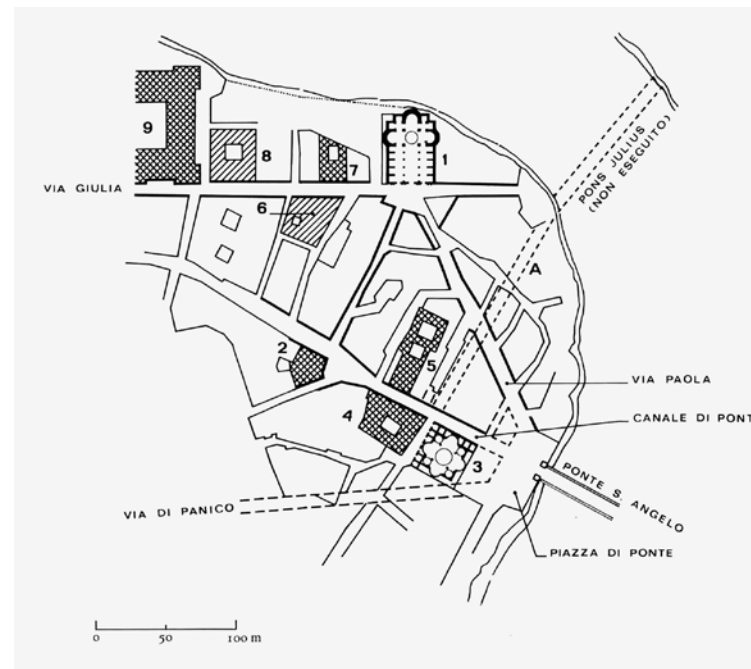 9
8
7
1
VIA GIULIA
6
PONS JULIUS
(NON ESEGUITO)
A
2
5
VIA PAOLA
CANALE DI PONT
4
3
VIA DI PANICO
PONTE S. ANGELO
PIAZZA DI PONTE
0 50 100 m